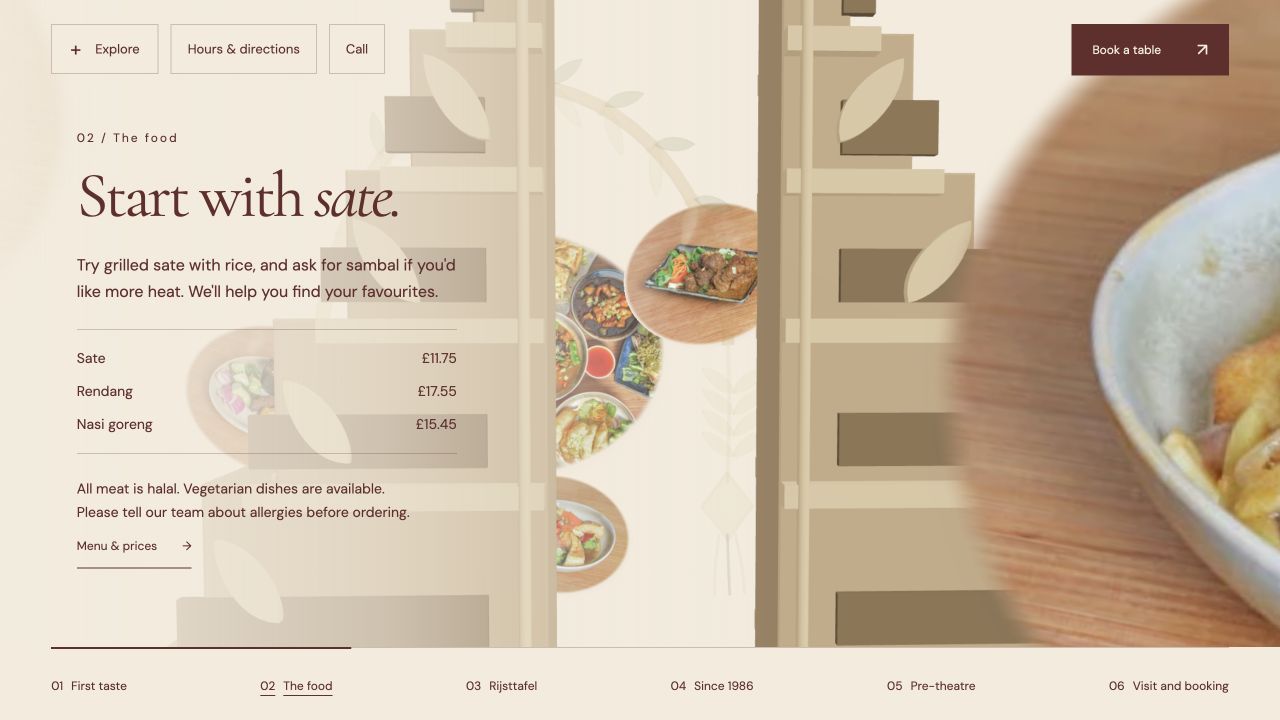 + Explore
Hours & directions
Call
Book a table
02 / The food
Start with sate.
Try grilled sate with rice, and ask for sambal if you'd
like more heat. We'll help you find your favourites.
Sate £11.75
Rendang £17.55
Nasi goreng £15.45
All meat is halal. Vegetarian dishes are available.
Please tell our team about allergies before ordering.
Menu & prices →
01 First taste
02 The food
03 Rijsttafel
04 Since 1986
05 Pre-theatre
06 Visit and booking